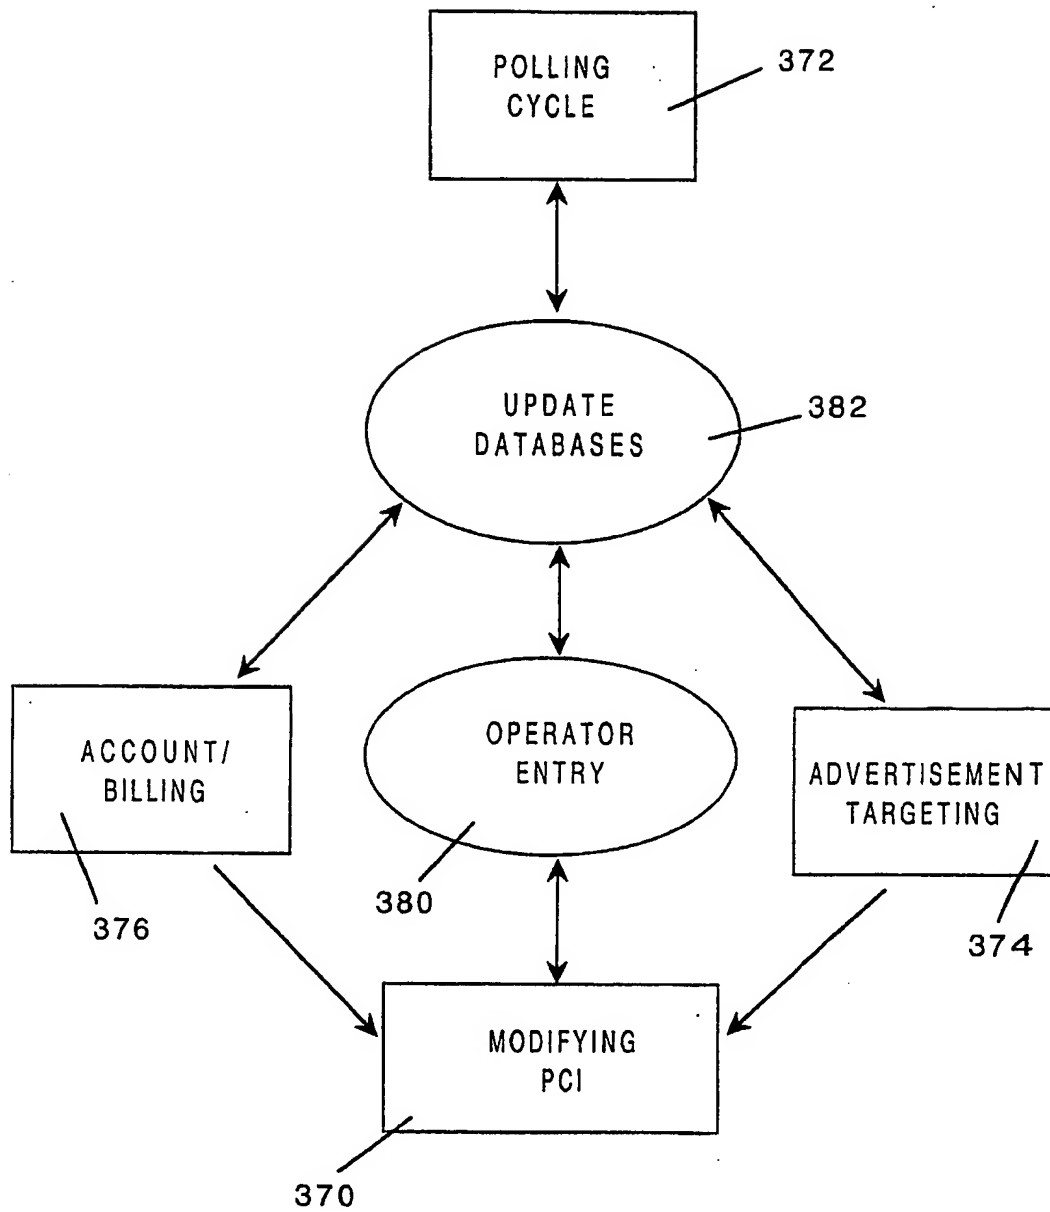 POLLING
CYCLE
372
UPDATE
DATABASES
382
ACCOUNT/
BILLING
376
OPERATOR
ENTRY
380
ADVERTISEMENT
TARGETING
374
MODIFYING
PCI
370